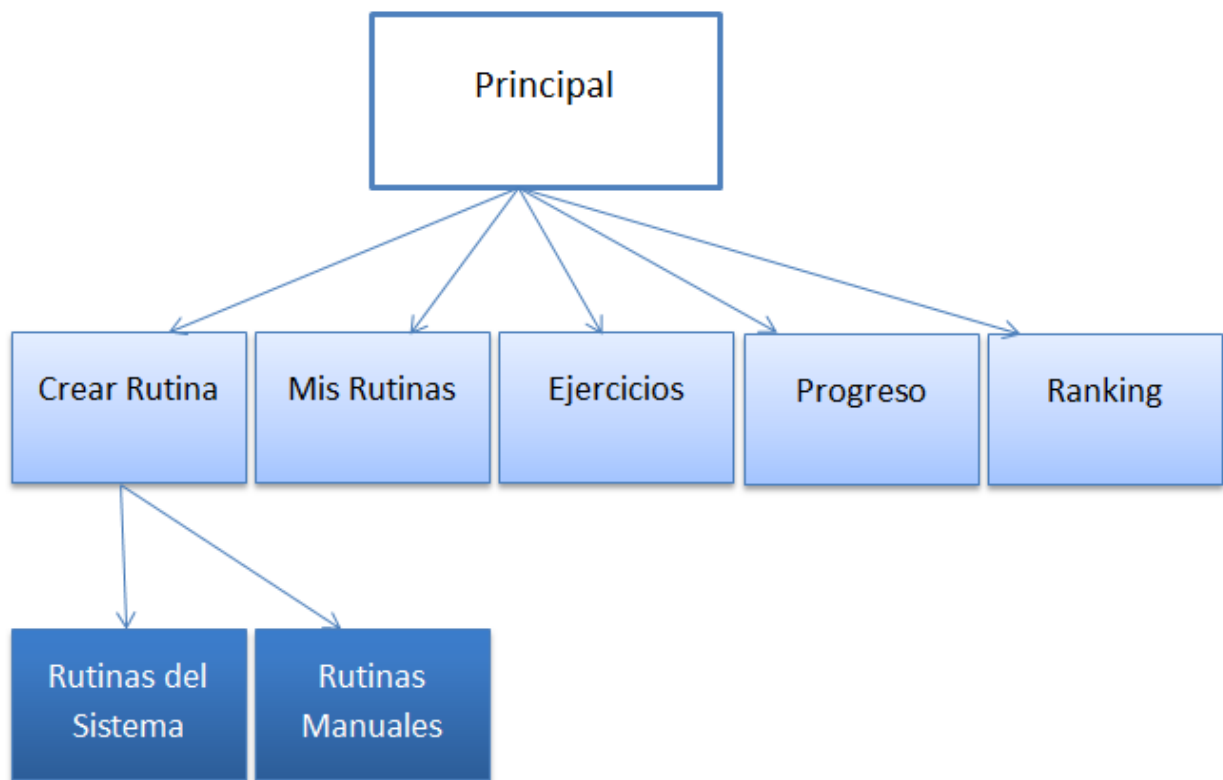 Principal
Crear Rutina
Mis Rutinas
Ejercicios
Progreso
Ranking
Rutinas del
Sistema
Rutinas
Manuales